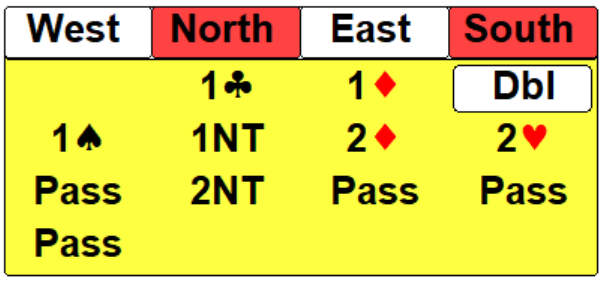 West North East South
1♣ 1♦ Dbl
1♠ 1NT 2♦ 2♥
Pass 2NT Pass Pass
Pass